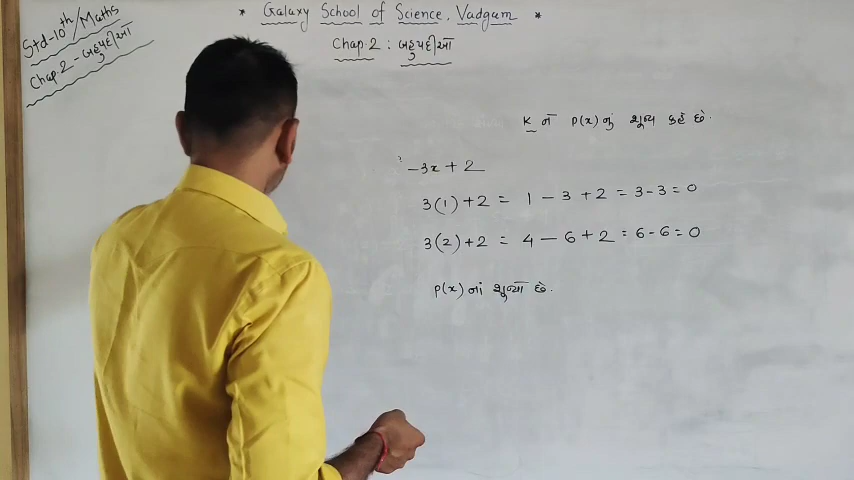 Std-10th/Maths
Chap.2 - બહુપદીઓ
* Galaxy School of Science, Vadgam *
Chap.2 : બહુપદીઓ
K ને P(x)નું શૂન્ય કહે છે.
-3x+2
3(1)+2 = 1-3+2 = 3-3=0
3(2)+2 = 4-6+2=6-6=0
P(x)નાં શૂન્યો છે.